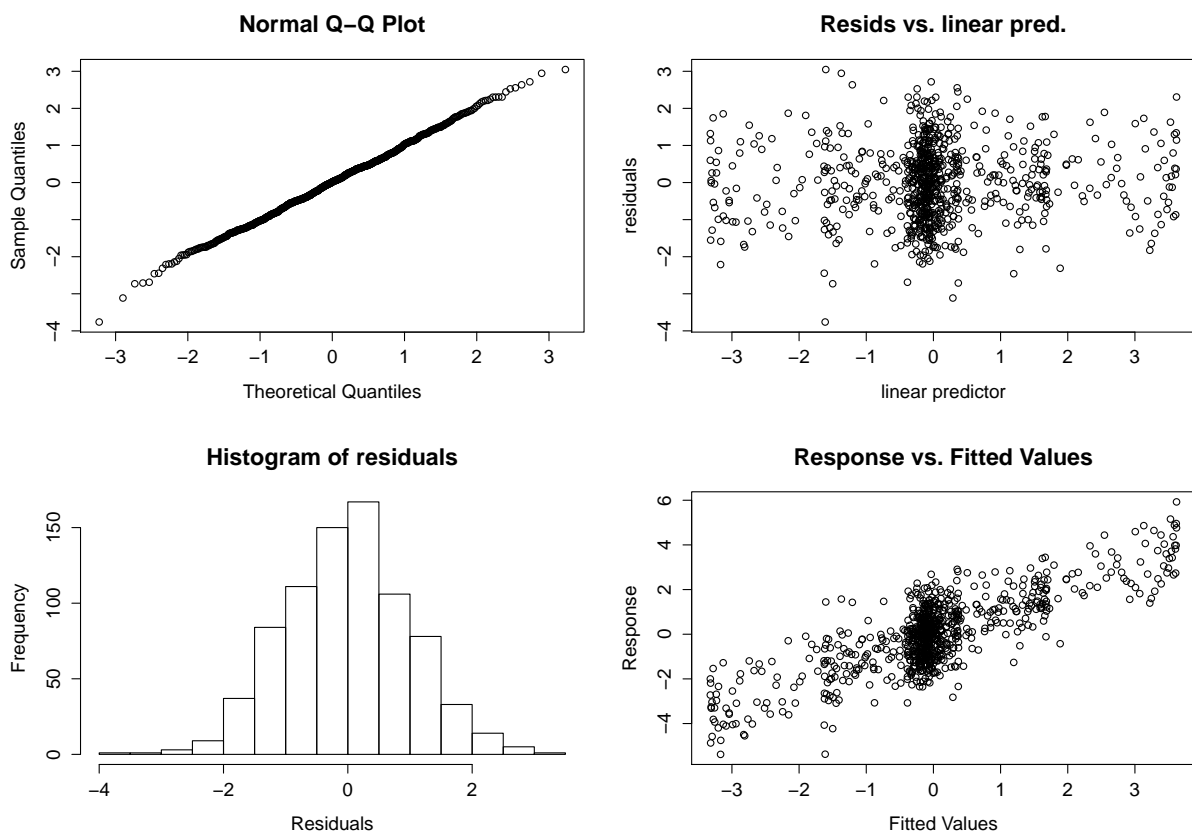 Normal Q−Q Plot
Sample Quantiles
3
2
1
0
−2
−4
−3 −2 −1 0 1 2 3
Theoretical Quantiles
Resids vs. linear pred.
residuals
3
2
1
0
−2
−4
−3 −2 −1 0 1 2 3
linear predictor
Histogram of residuals
Frequency
150
100
50
0
−4 −2 0 2
Residuals
Response vs. Fitted Values
Response
6
4
2
0
−2
−4
−3 −2 −1 0 1 2 3
Fitted Values